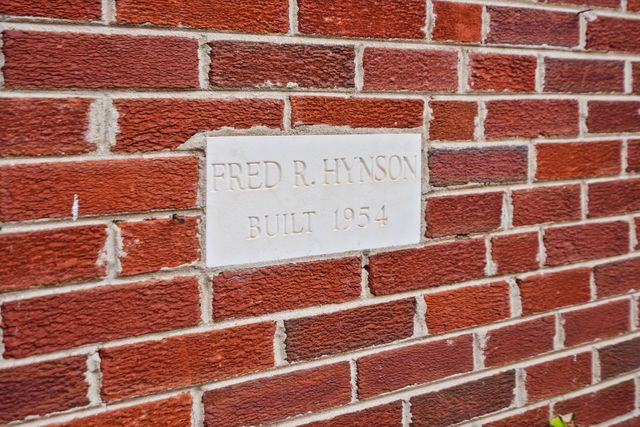 FRED R. HYNSON
BUILT 1954